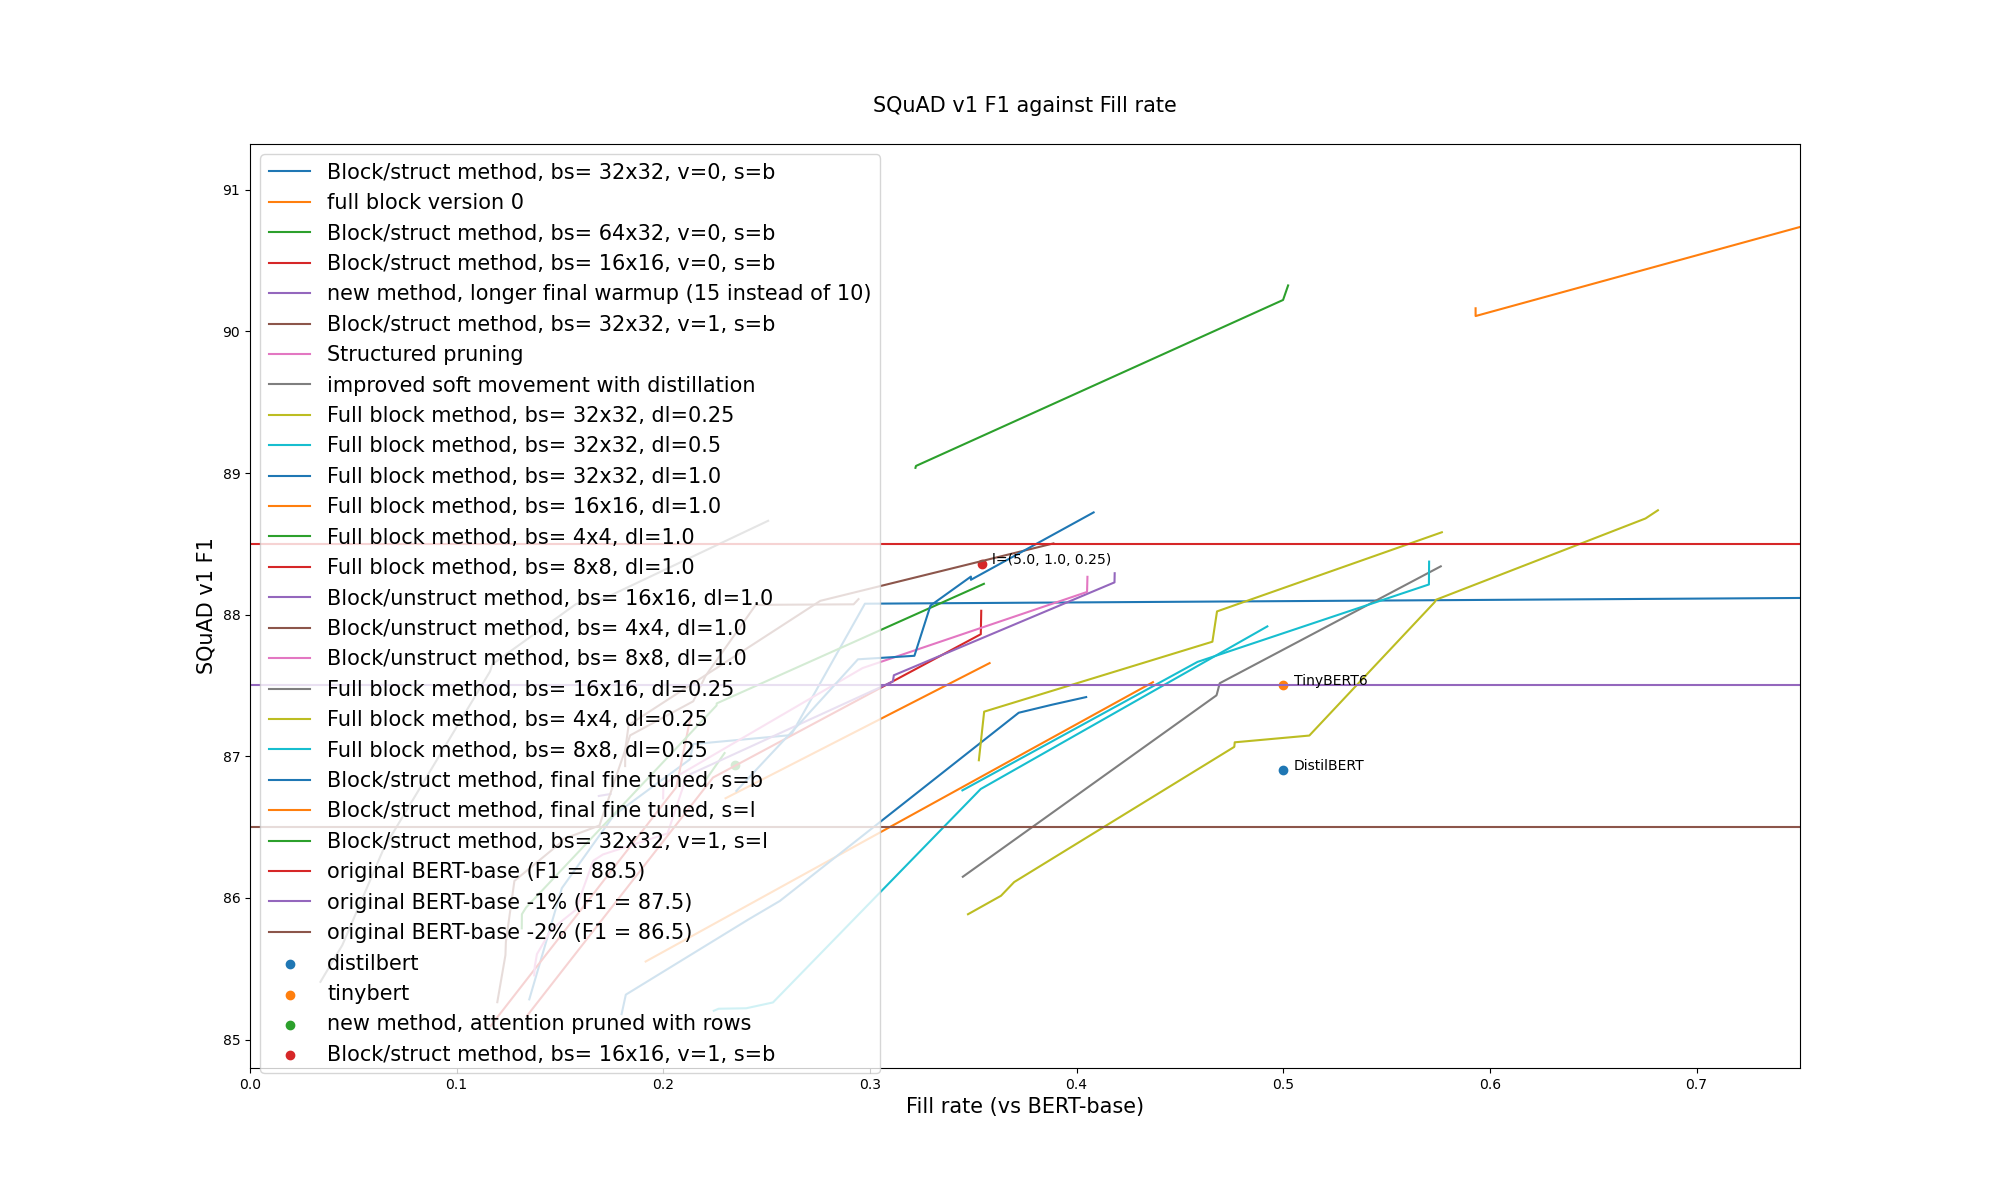 SQuAD v1 F1 against Fill rate
Block/struct method, bs= 32x32, v=0, s=b
full block version 0
Block/struct method, bs= 64x32, v=0, s=b
Block/struct method, bs= 16x16, v=0, s=b
new method, longer final warmup (15 instead of 10)
Block/struct method, bs= 32x32, v=1, s=b
Structured pruning
improved soft movement with distillation
Full block method, bs= 32x32, dl=0.25
Full block method, bs= 32x32, dl=0.5
Full block method, bs= 32x32, dl=1.0
Full block method, bs= 16x16, dl=1.0
Full block method, bs= 4x4, dl=1.0
Full block method, bs= 8x8, dl=1.0
Block/unstruct method, bs= 16x16, dl=1.0
Block/unstruct method, bs= 4x4, dl=1.0
Block/unstruct method, bs= 8x8, dl=1.0
Full block method, bs= 16x16, dl=0.25
Full block method, bs= 4x4, dl=0.25
Full block method, bs= 8x8, dl=0.25
Block/struct method, final fine tuned, s=b
Block/struct method, final fine tuned, s=l
Block/struct method, bs= 32x32, v=1, s=l
original BERT-base (F1 = 88.5)
original BERT-base -1% (F1 = 87.5)
original BERT-base -2% (F1 = 86.5)
distilbert
tinybert
new method, attention pruned with rows
Block/struct method, bs= 16x16, v=1, s=b
l=(5.0, 1.0, 0.25)
TinyBERT6
DistilBERT
91
90
89
88
87
86
85
SQuAD v1 F1
0.0
0.1
0.2
0.3
0.4
0.5
0.6
0.7
Fill rate (vs BERT-base)